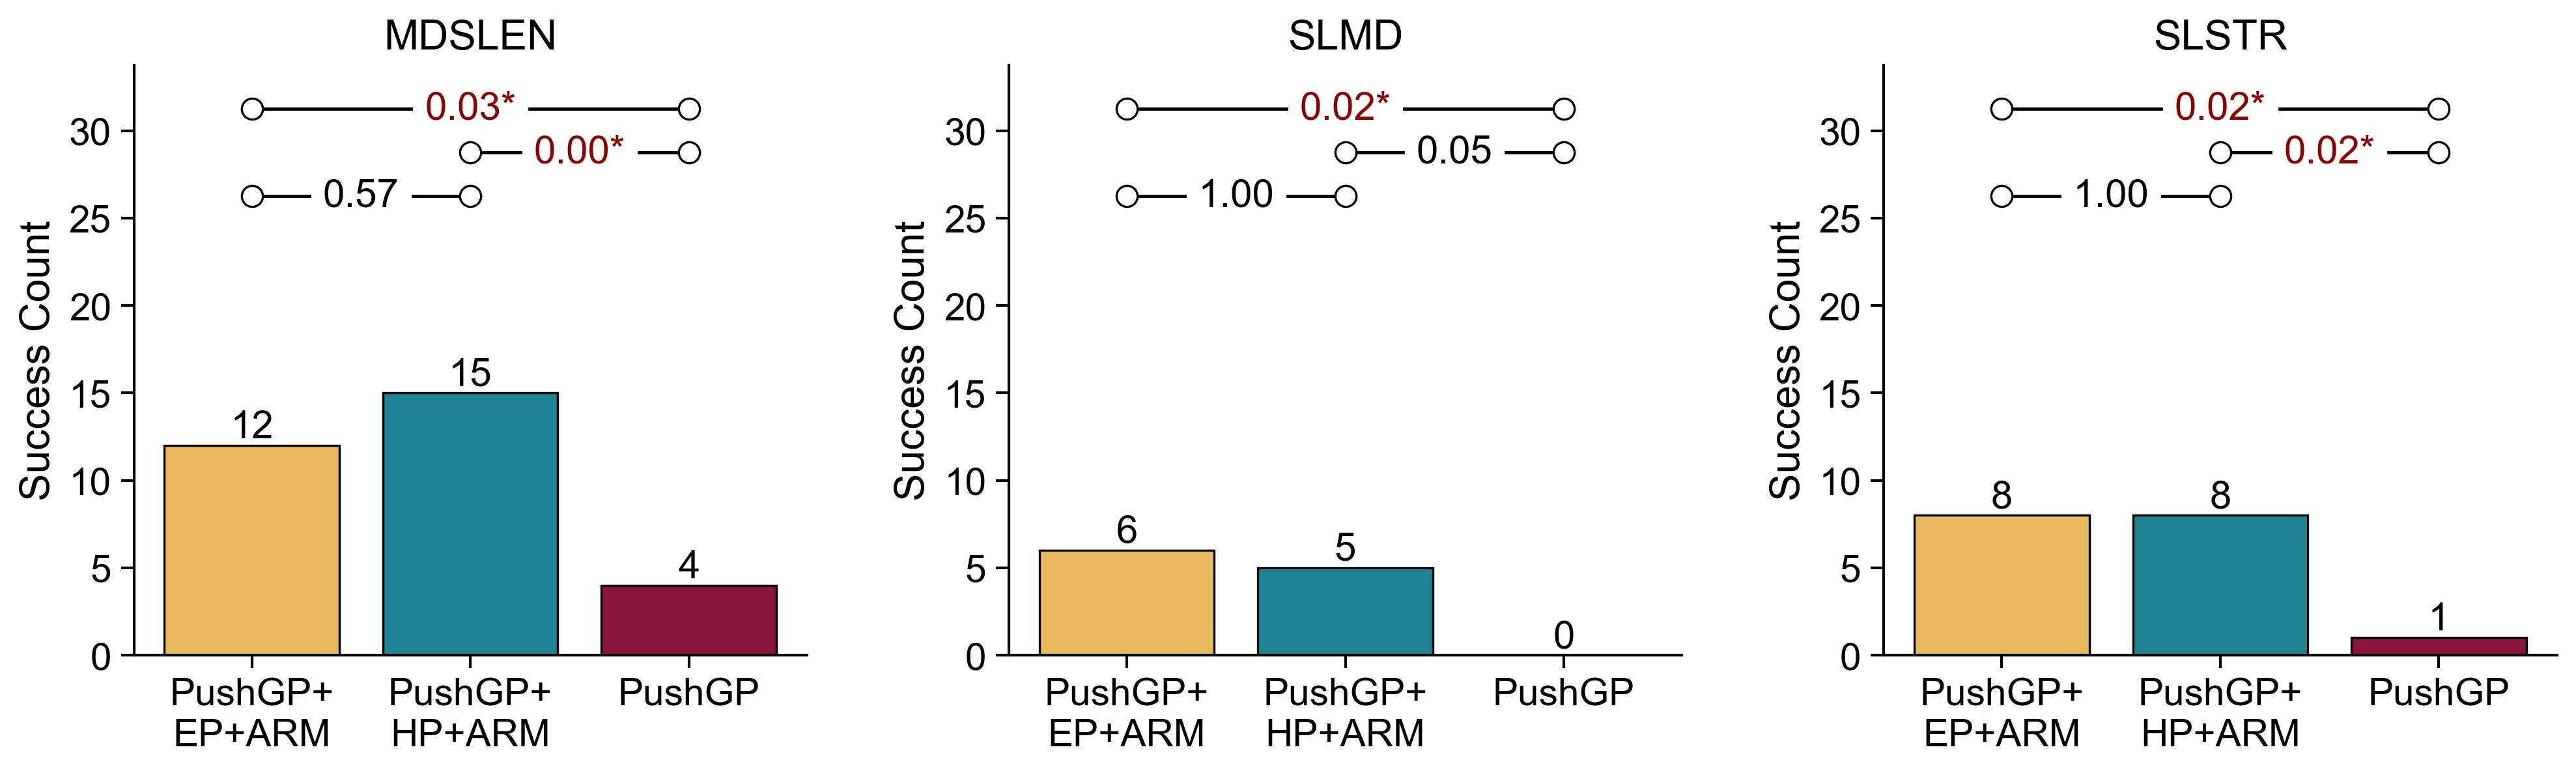 MDSLEN
Success Count
30
25
20
15
10
5
0
0.03*
0.00*
0.57
12
15
4
PushGP+
EP+ARM
PushGP+
HP+ARM
PushGP
SLMD
Success Count
30
25
20
15
10
5
0
0.02*
0.05
1.00
6
5
0
PushGP+
EP+ARM
PushGP+
HP+ARM
PushGP
SLSTR
Success Count
30
25
20
15
10
5
0
0.02*
0.02*
1.00
8
8
1
PushGP+
EP+ARM
PushGP+
HP+ARM
PushGP